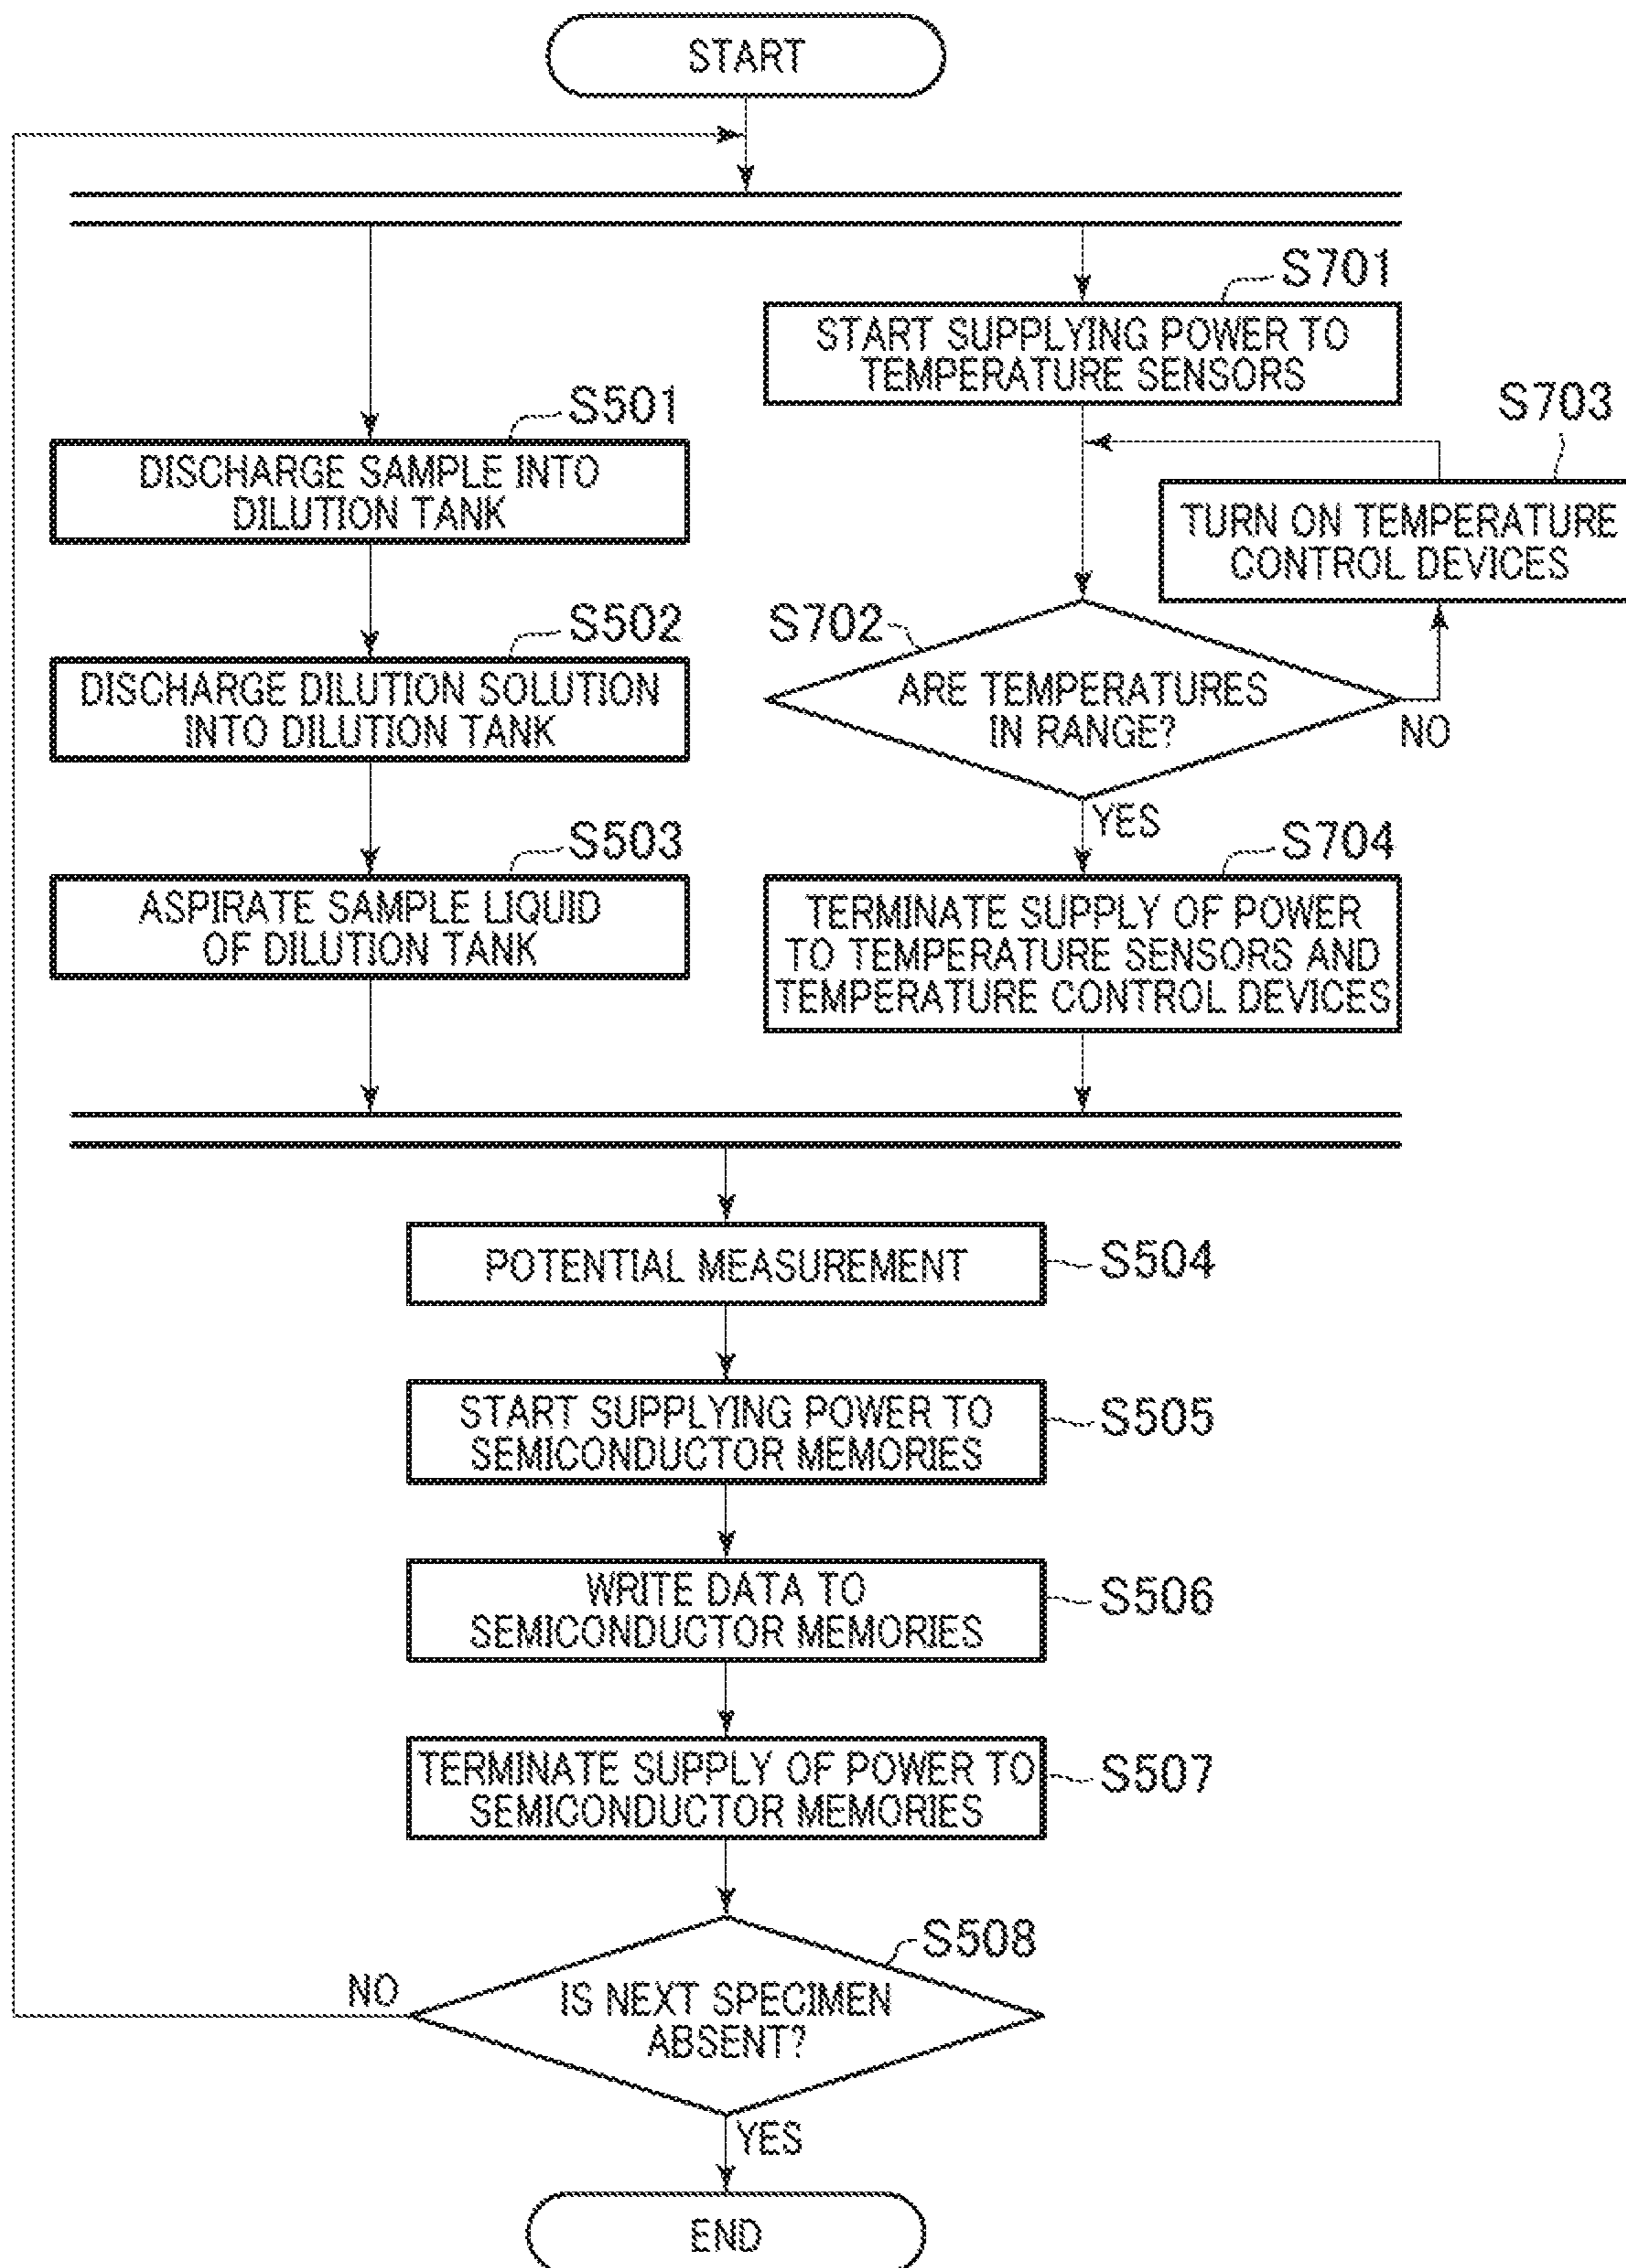 START
S701
START SUPPLYING POWER TO
TEMPERATURE SENSORS
S501
DISCHARGE SAMPLE INTO
DILUTION TANK
S703
TURN ON TEMPERATURE
CONTROL DEVICES
S502
DISCHARGE DILUTION SOLUTION
INTO DILUTION TANK
S702
ARE TEMPERATURES
IN RANGE?
NO
YES
S503
ASPIRATE SAMPLE LIQUID
OF DILUTION TANK
S704
TERMINATE SUPPLY OF POWER
TO TEMPERATURE SENSORS AND
TEMPERATURE CONTROL DEVICES
POTENTIAL MEASUREMENT
S504
START SUPPLYING POWER TO
SEMICONDUCTOR MEMORIES
S505
WRITE DATA TO
SEMICONDUCTOR MEMORIES
S506
TERMINATE SUPPLY OF POWER TO
SEMICONDUCTOR MEMORIES
S507
S508
NO
IS NEXT SPECIMEN
ABSENT?
YES
END